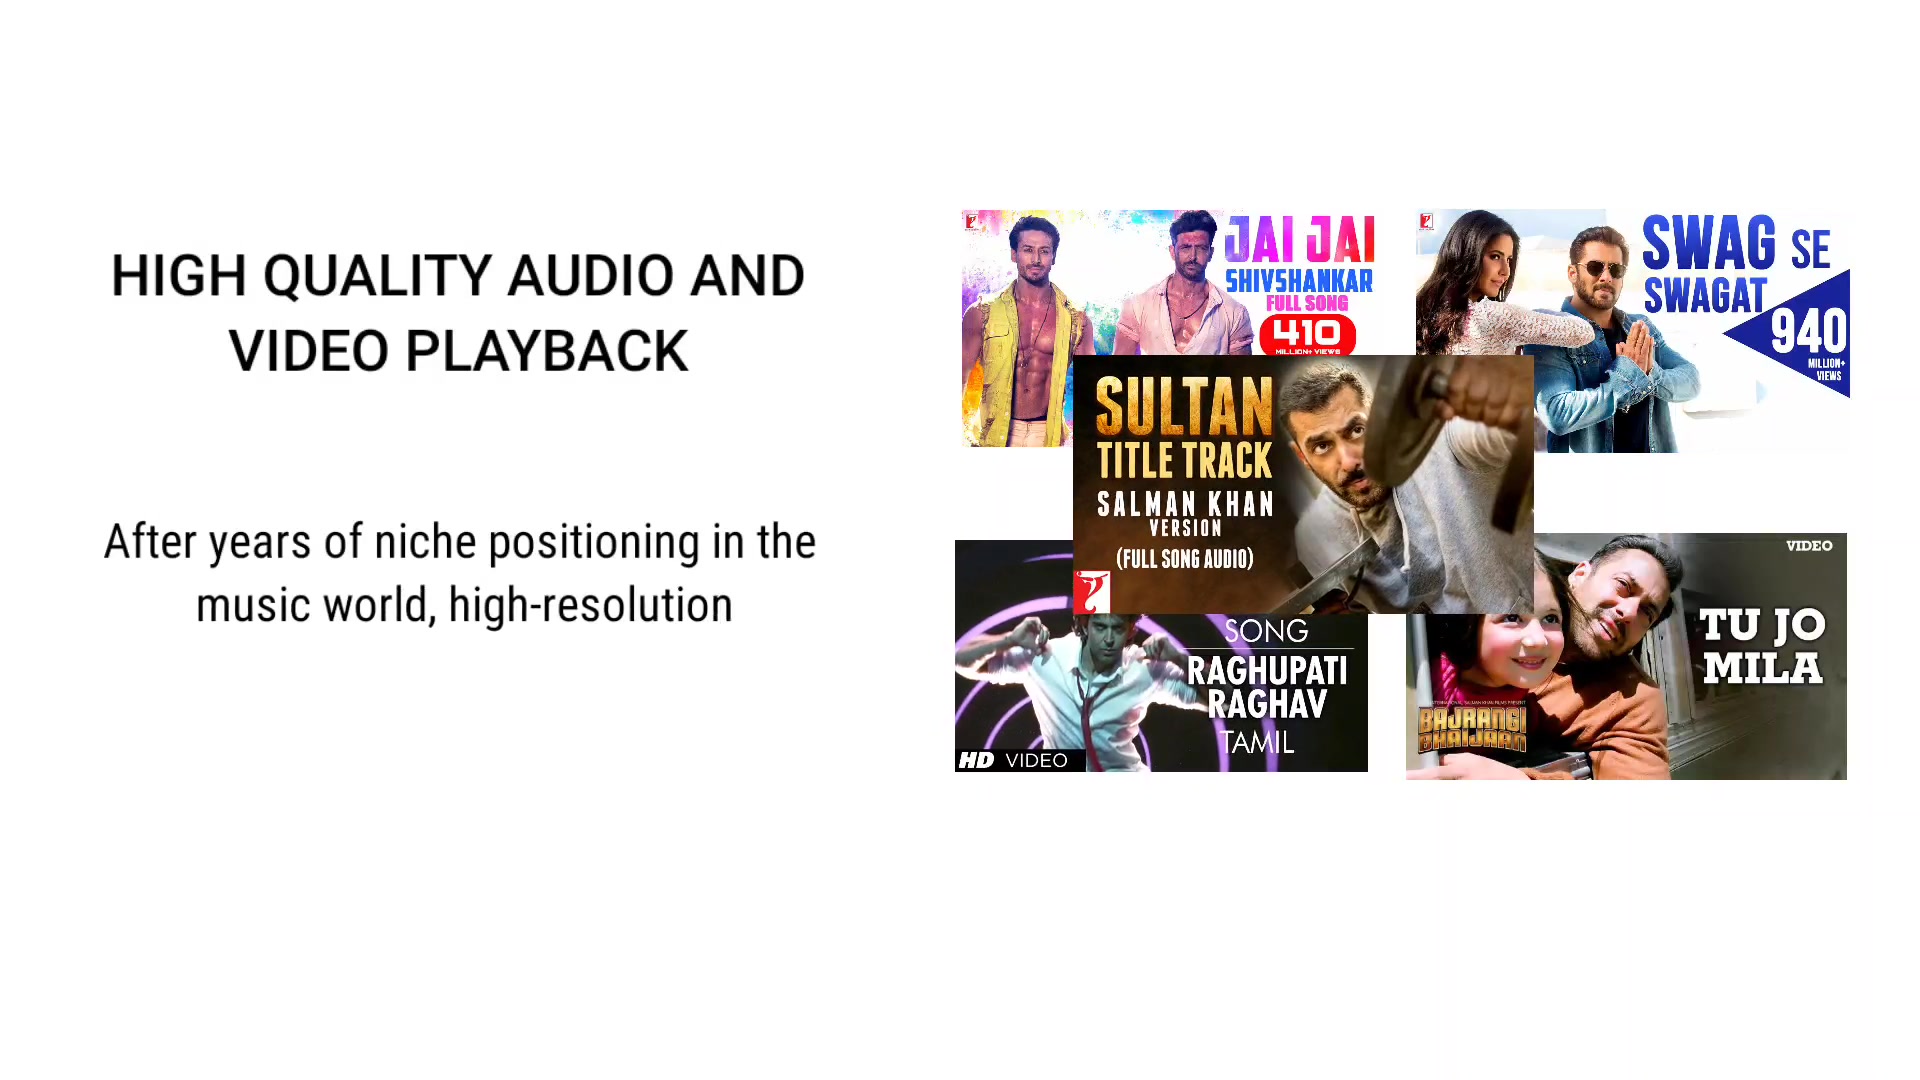 HIGH QUALITY AUDIO AND
VIDEO PLAYBACK
After years of niche positioning in the
music world, high-resolution
JAI JAI
SHIVSHANKAR
FULL SONG
410
MILLION+ VIEWS
SWAG SE
SWAGAT
940
MILLION+
VIEWS
SULTAN
TITLE TRACK
SALMAN KHAN
VERSION
(FULL SONG AUDIO)
SONG
RAGHUPATI
RAGHAV
TAMIL
HD VIDEO
VIDEO
TU JO
MILA
BAJRANGI
BHAIJAAN